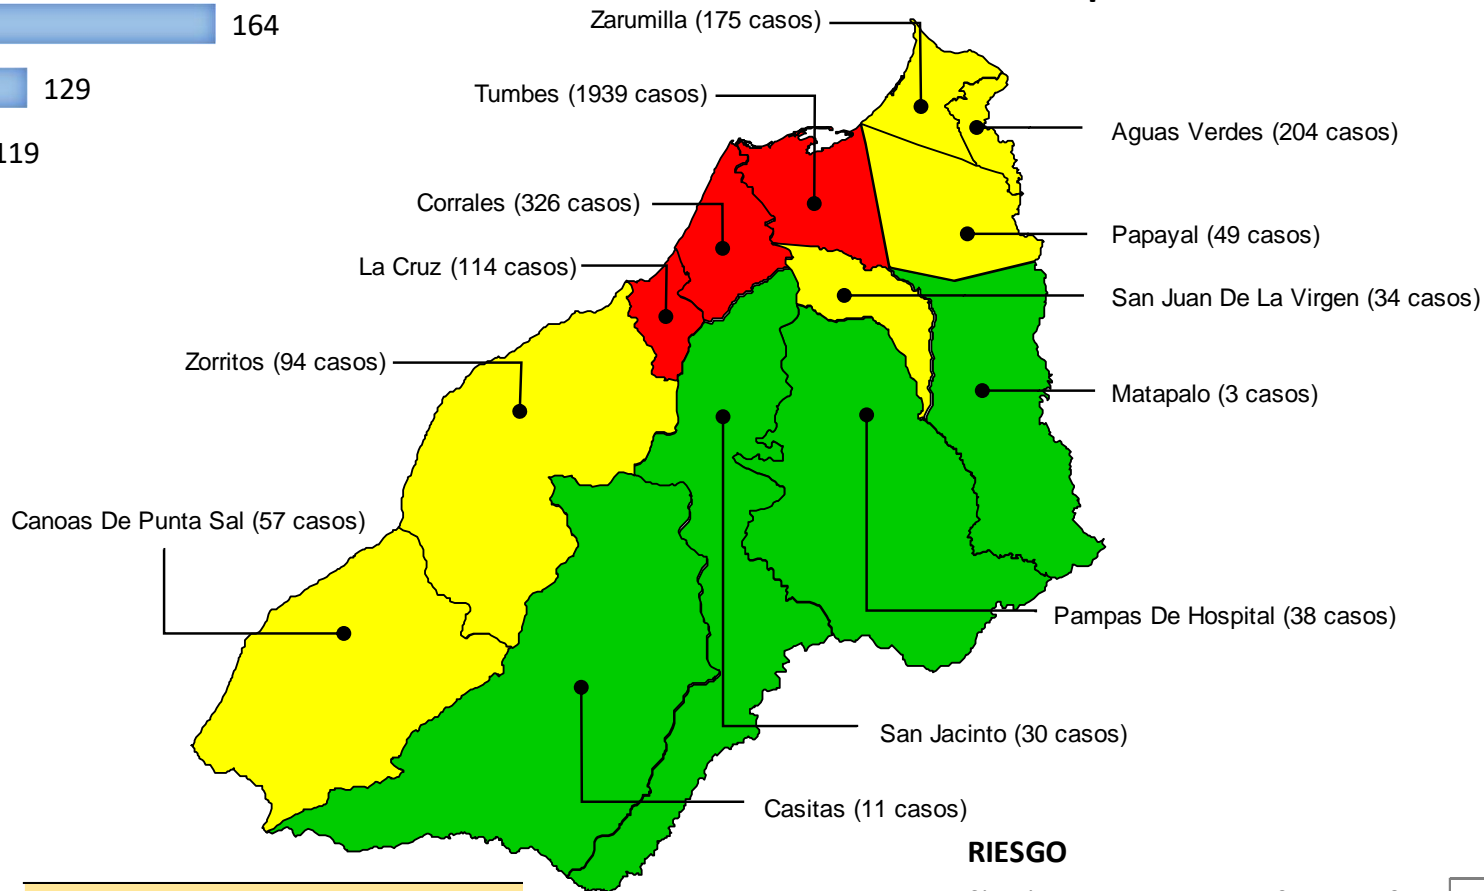 164
129
119
Zarumilla (175 casos)
Tumbes (1939 casos)
Aguas Verdes (204 casos)
Corrales (326 casos)
Papayal (49 casos)
La Cruz (114 casos)
San Juan De La Virgen (34 casos)
Zorritos (94 casos)
Matapalo (3 casos)
Canoas De Punta Sal (57 casos)
Pampas De Hospital (38 casos)
San Jacinto (30 casos)
Casitas (11 casos)
RIESGO